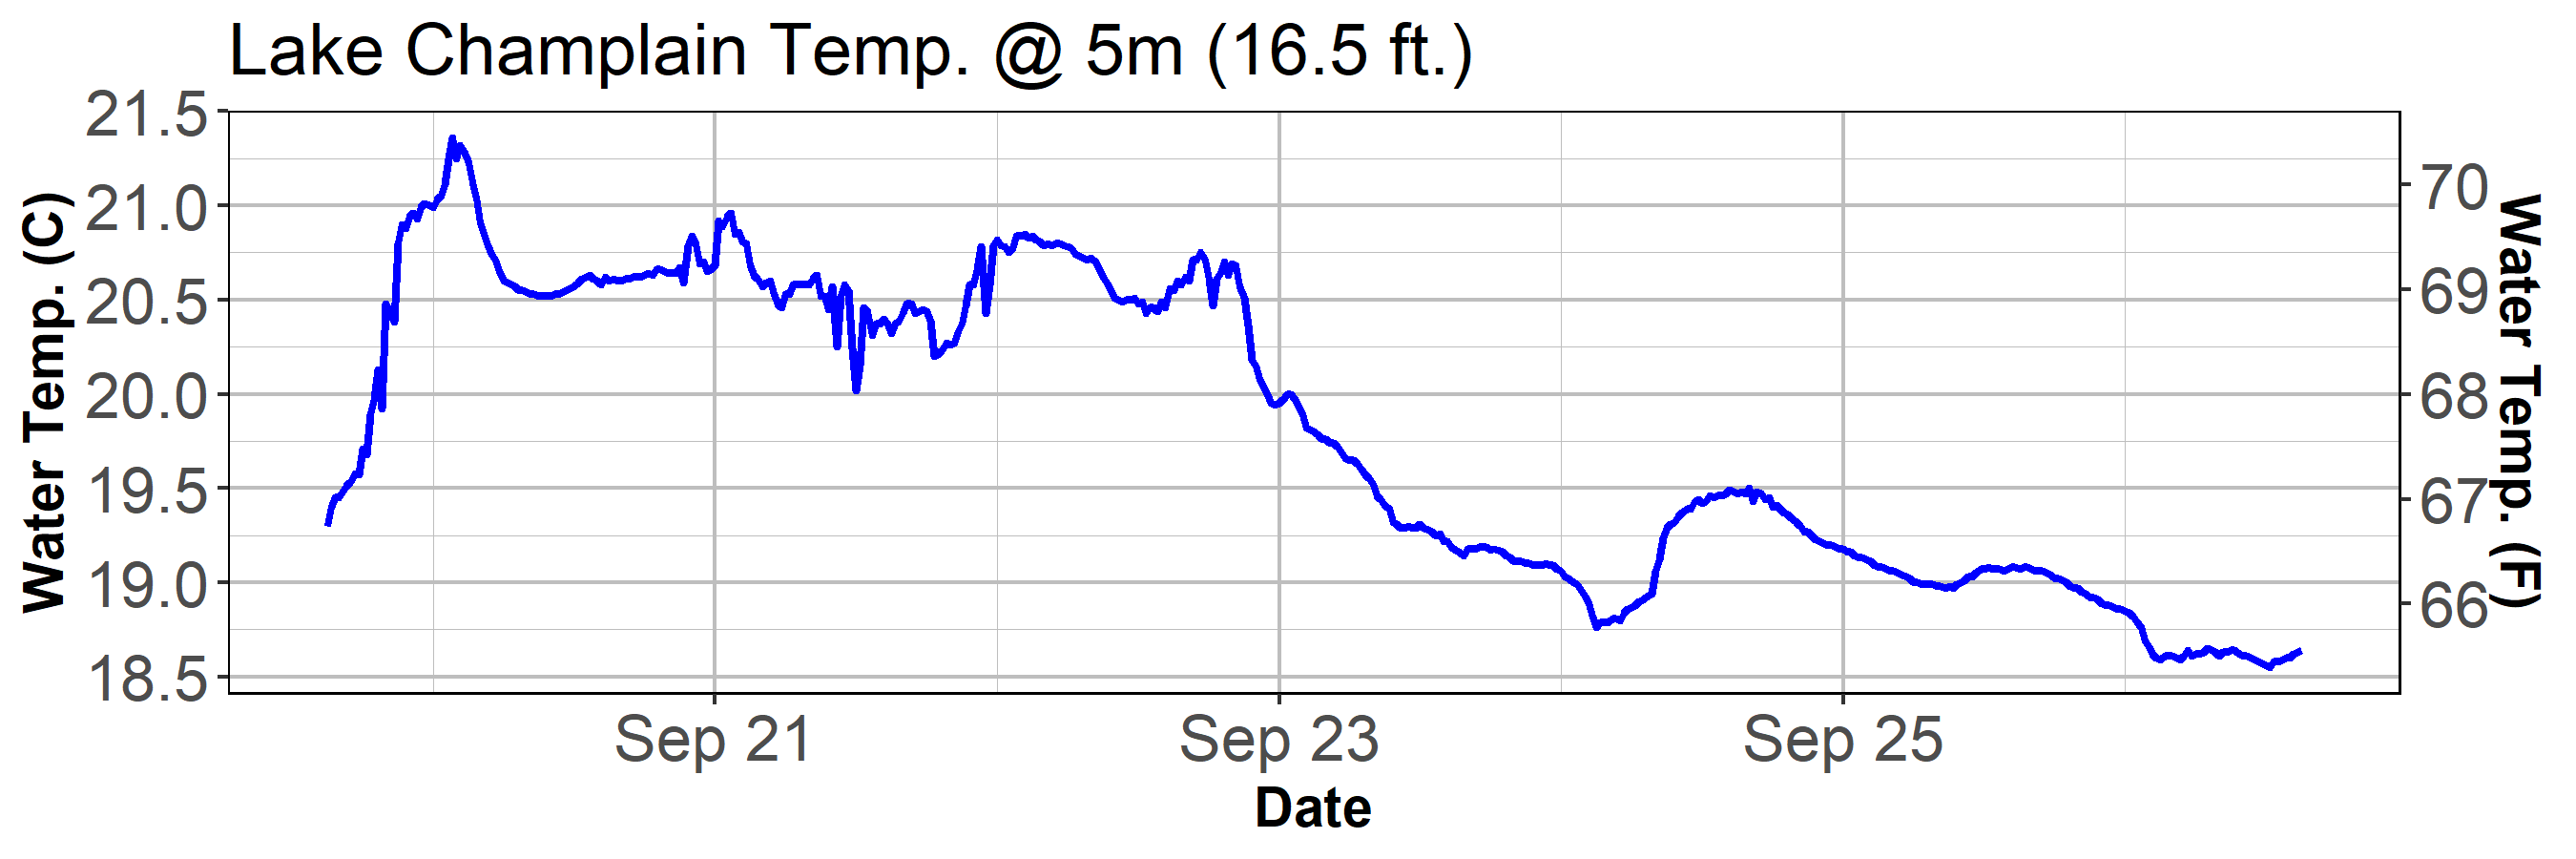 Lake Champlain Temp. @ 5m (16.5 ft.)
Water Temp. (C)
21.5
21.0
20.5
20.0
19.5
19.0
18.5
70
69
68
67
66
Water Temp. (F)
Sep 21
Sep 23
Sep 25
Date